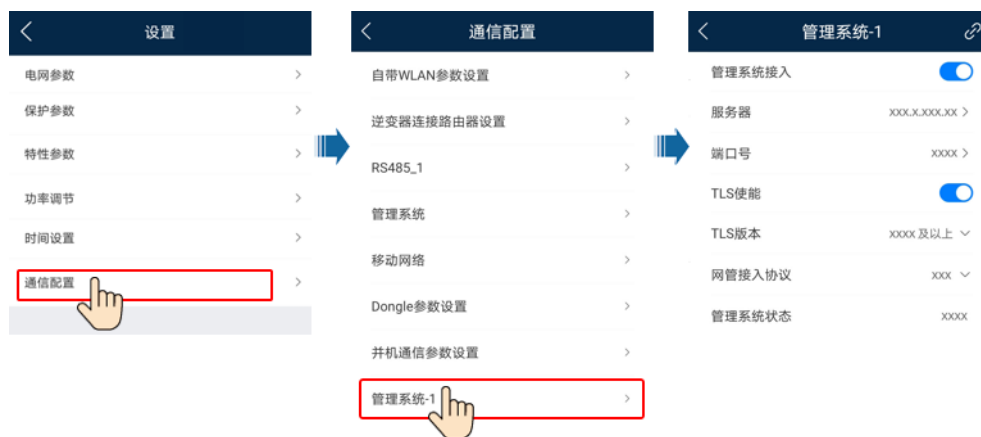 设置
电网参数
保护参数
特性参数
功率调节
时间设置
通信配置
通信配置
自带WLAN参数设置
逆变器连接路由器设置
RS485_1
管理系统
移动网络
Dongle参数设置
并机通信参数设置
管理系统-1
管理系统-1
管理系统接入
服务器 xxx.x.xxx.xx
端口号 xxxx
TLS使能
TLS版本 xxxx 及以上
网管接入协议 xxx
管理系统状态 xxxx